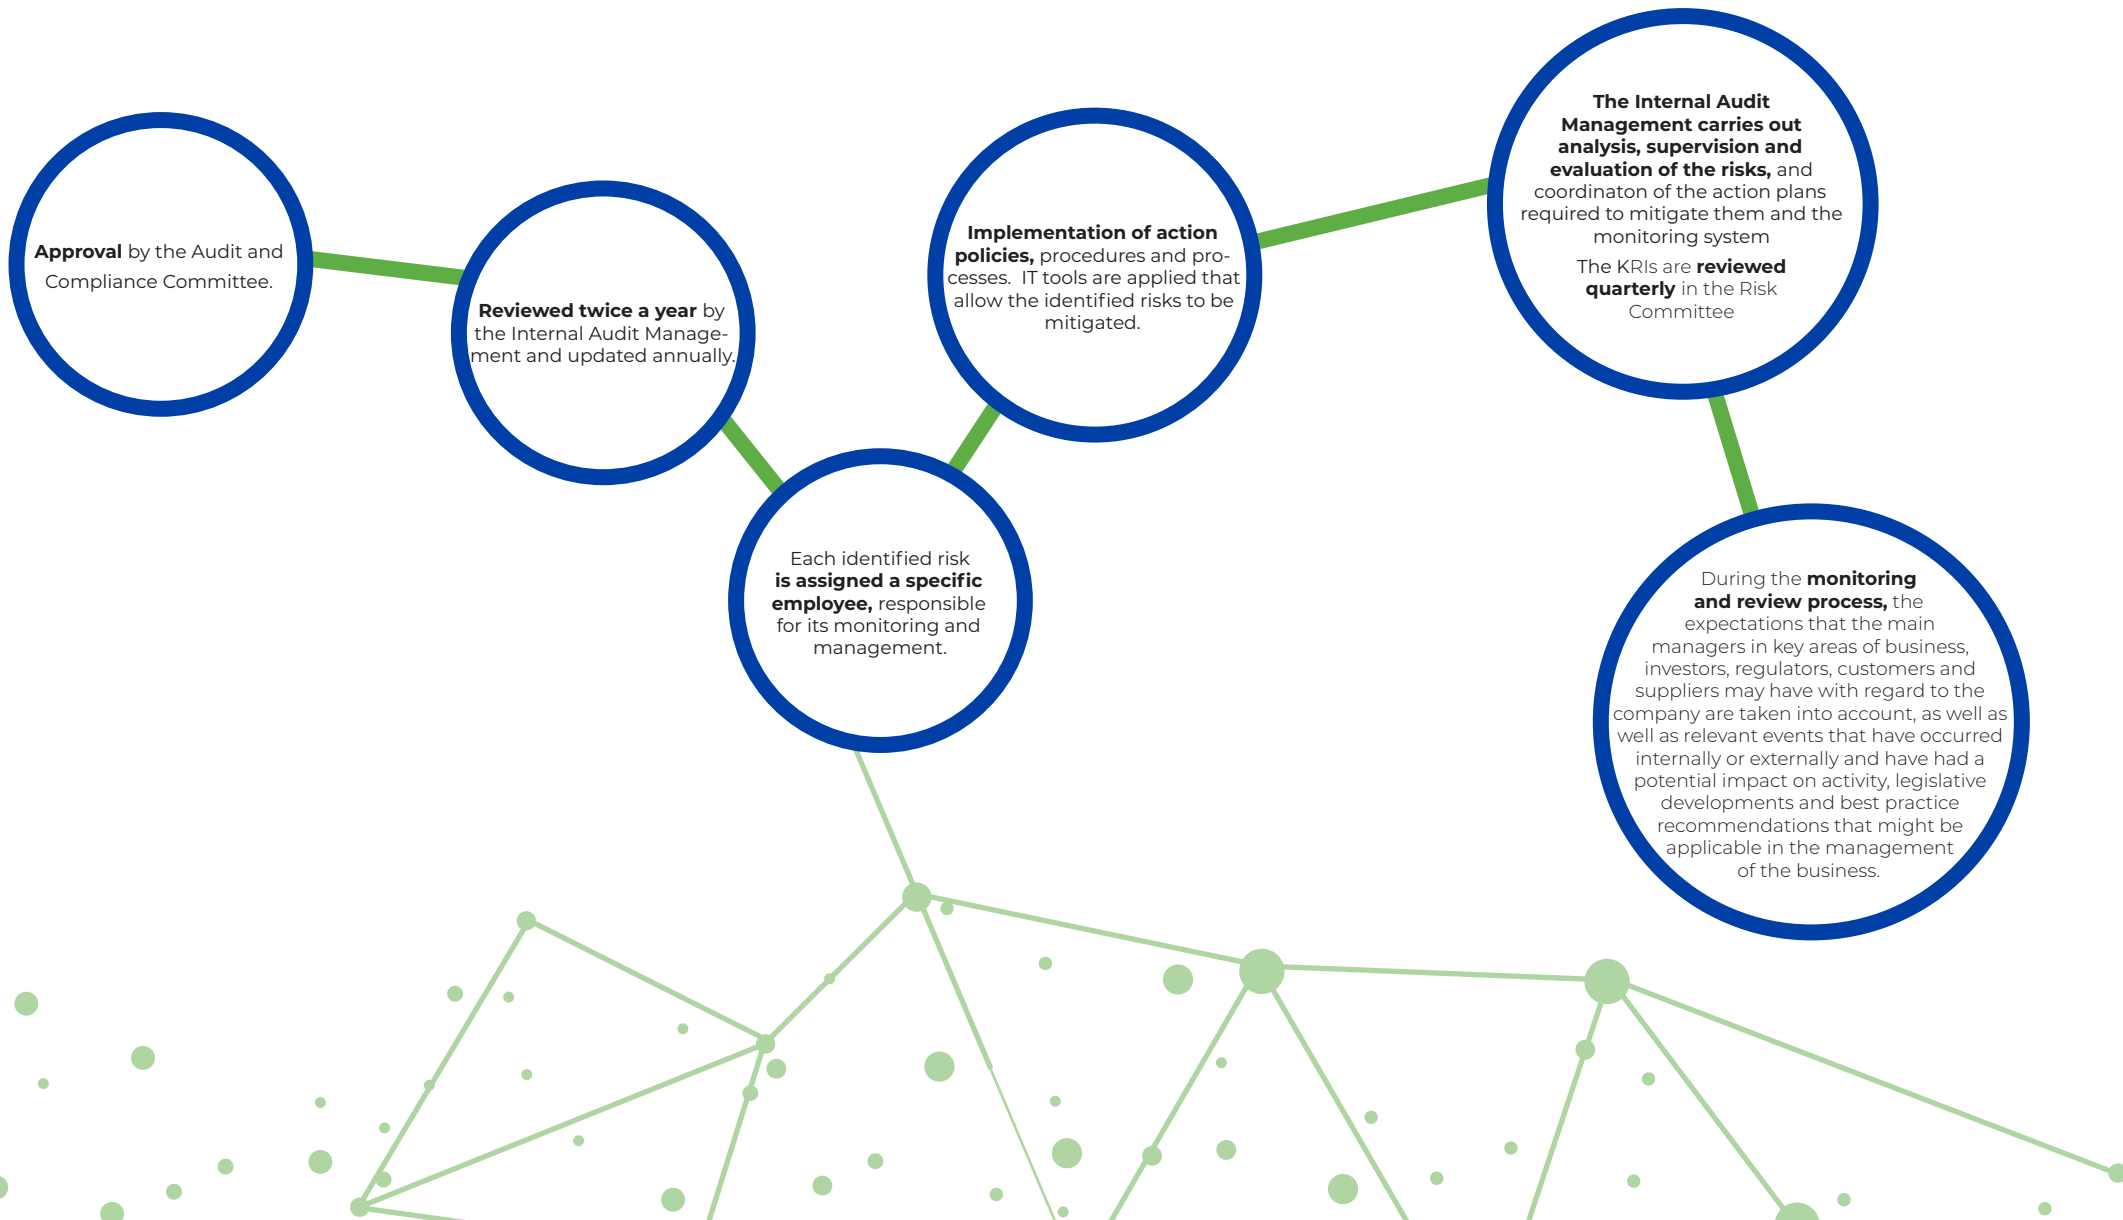 Approval by the Audit and
Compliance Committee.
Reviewed twice a year by
the Internal Audit Manage-
ment and updated annually.
Each identified risk
is assigned a specific
employee, responsible
for its monitoring and
management.
Implementation of action
policies, procedures and pro-
cesses.  IT tools are applied that
allow the identified risks to be
mitigated.
The Internal Audit
Management carries out
analysis, supervision and
evaluation of the risks, and
coordinaton of the action plans
required to mitigate them and the
monitoring system
The KRIs are reviewed
quarterly in the Risk
Committee
During the monitoring
and review process, the
expectations that the main
managers in key areas of business,
investors, regulators, customers and
suppliers may have with regard to the
company are taken into account, as well as
well as relevant events that have occurred
internally or externally and have had a
potential impact on activity, legislative
developments and best practice
recommendations that might be
applicable in the management
of the business.